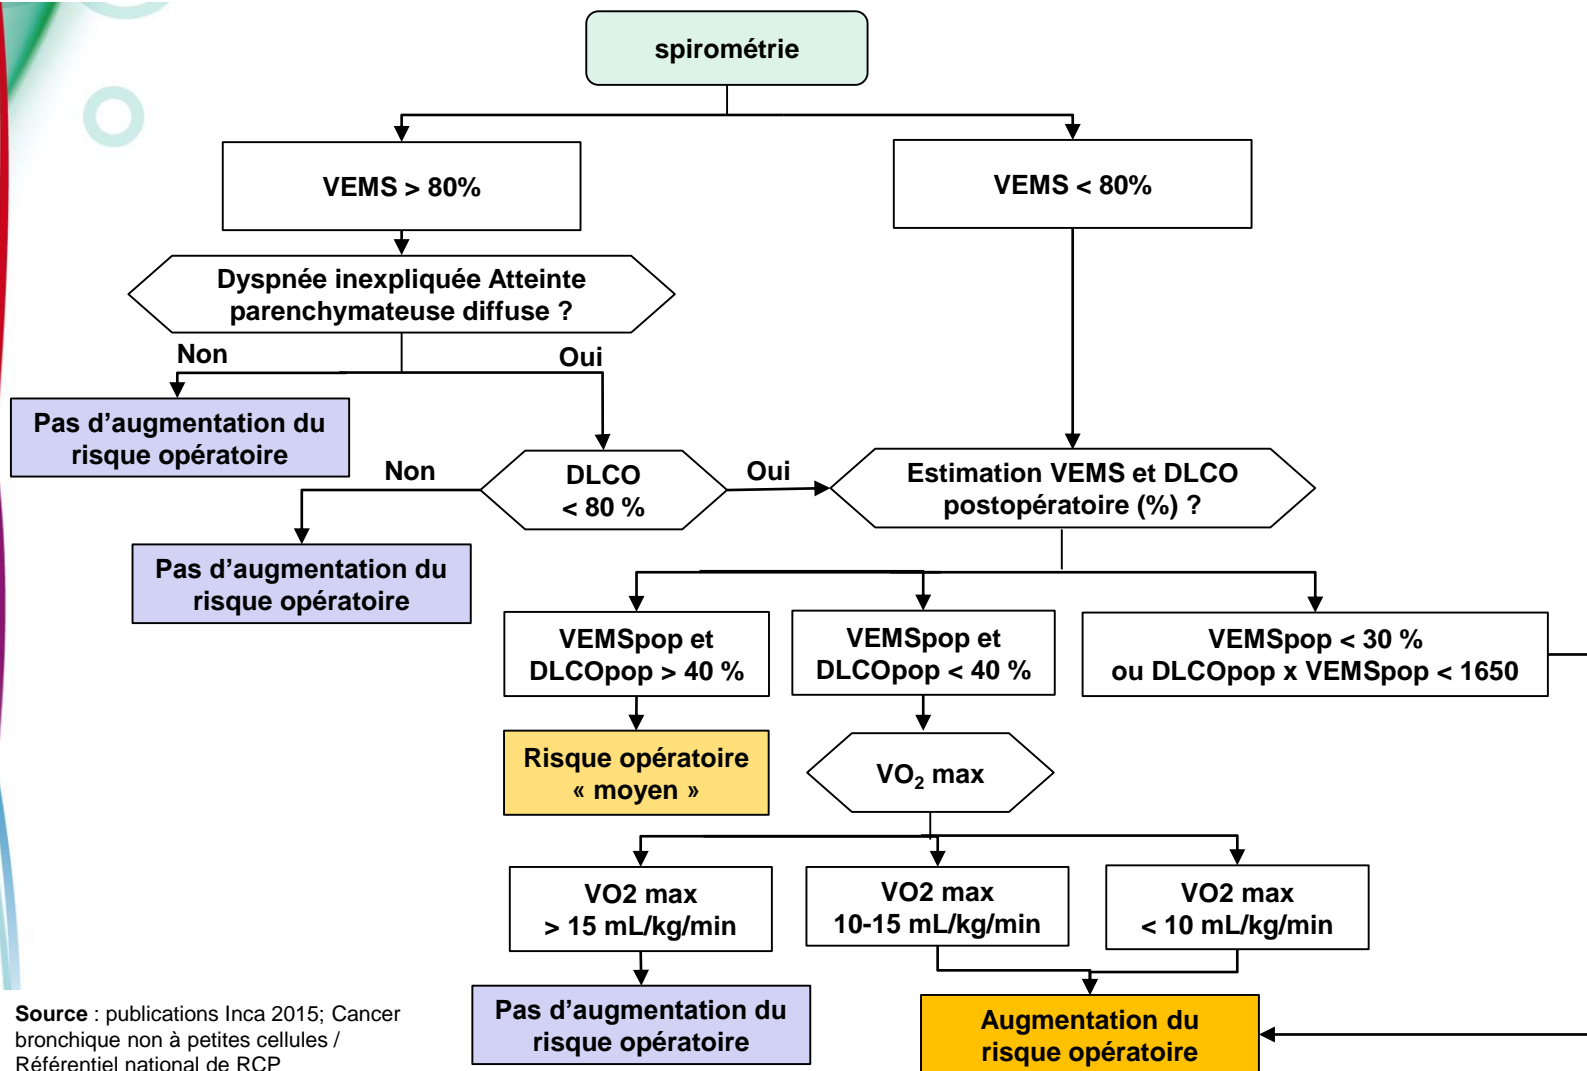 spirométrie
VEMS > 80%
VEMS < 80%
Dyspnée inexpliquée Atteinte
parenchymateuse diffuse ?
Non
Oui
Pas d’augmentation du
risque opératoire
Non
DLCO
< 80 %
Oui
Estimation VEMS et DLCO
postopératoire (%) ?
Pas d’augmentation du
risque opératoire
VEMSpop et
DLCOpop > 40 %
VEMSpop et
DLCOpop < 40 %
VEMSpop < 30 %
ou DLCOpop x VEMSpop < 1650
Risque opératoire
« moyen »
VO₂ max
VO2 max
> 15 mL/kg/min
VO2 max
10-15 mL/kg/min
VO2 max
< 10 mL/kg/min
Pas d’augmentation du
risque opératoire
Augmentation du
risque opératoire
Source : publications Inca 2015; Cancer
bronchique non à petites cellules /
Référentiel national de RCP